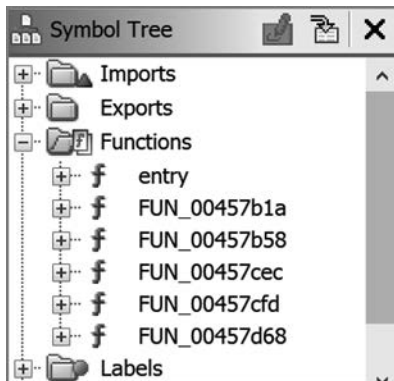 Symbol Tree
Imports
Exports
Functions
entry
FUN_00457b1a
FUN_00457b58
FUN_00457cec
FUN_00457cfd
FUN_00457d68
Labels